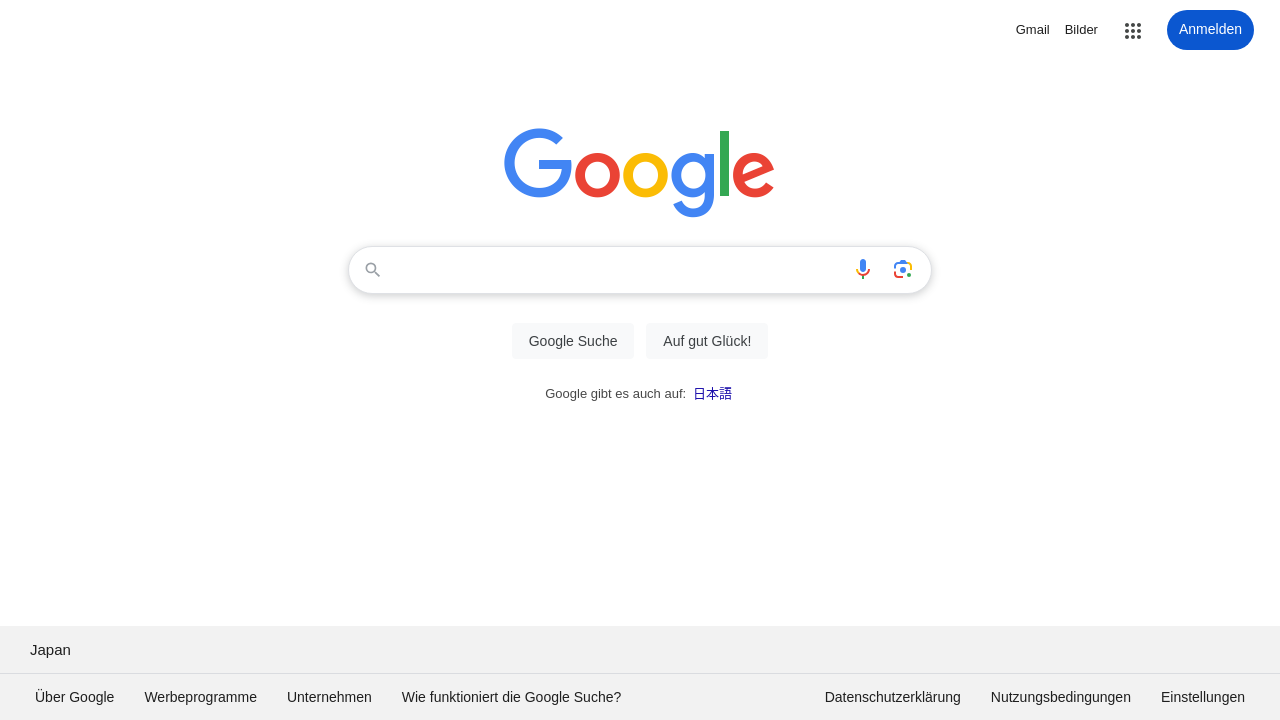 Gmail Bilder Anmelden
Google
Google Suche Auf gut Glück!
Google gibt es auch auf: 日本語
Japan
Über Google Werbeprogramme Unternehmen Wie funktioniert die Google Suche? Datenschutzerklärung Nutzungsbedingungen Einstellungen